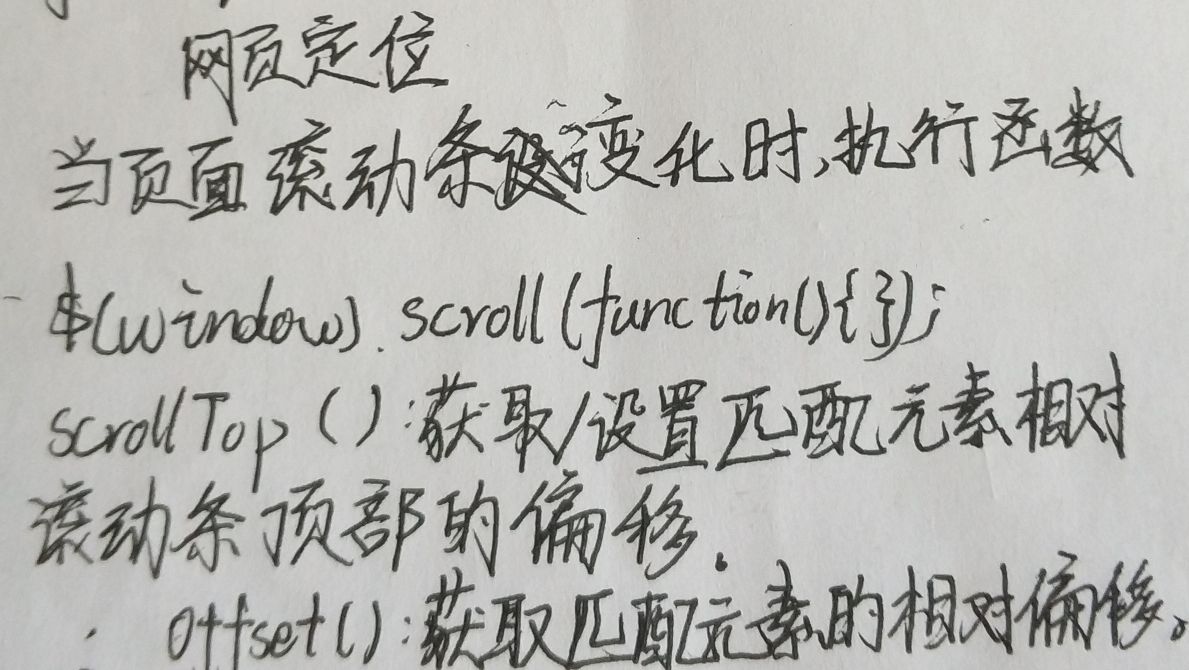 网页定位
当页面滚动条变化时,执行函数
$(window).scroll(function(){});
scrollTop():获取/设置匹配元素相对
滚动条顶部的偏移.
offset():获取匹配元素的相对偏移。